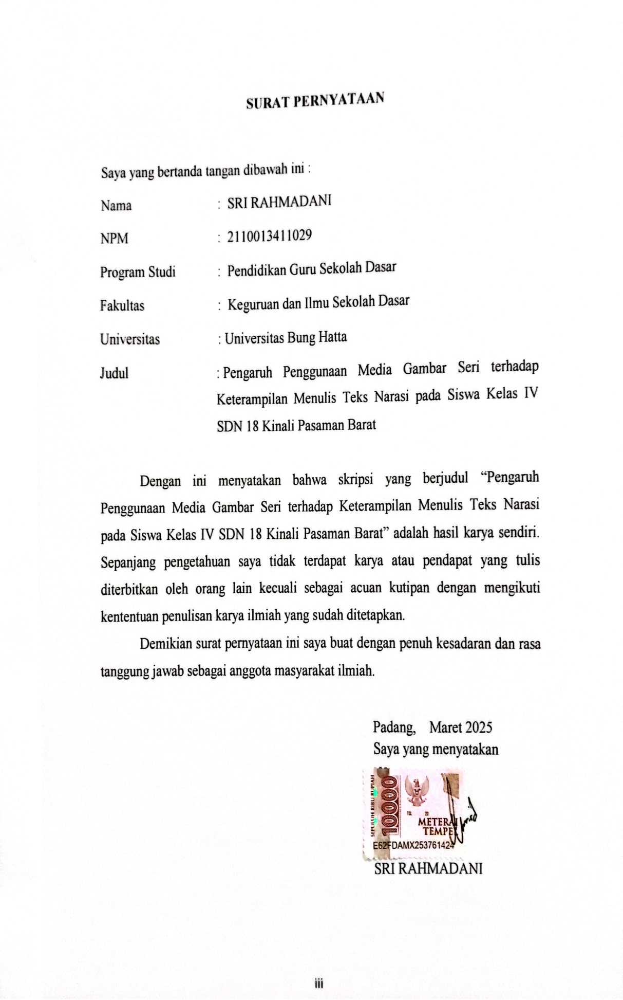 SURAT PERNYATAAN
Saya yang bertanda tangan dibawah ini :
Nama : SRI RAHMADANI
NPM : 2110013411029
Program Studi : Pendidikan Guru Sekolah Dasar
Fakultas : Keguruan dan Ilmu Sekolah Dasar
Universitas : Universitas Bung Hatta
Judul : Pengaruh Penggunaan Media Gambar Seri terhadap
Keterampilan Menulis Teks Narasi pada Siswa Kelas IV
SDN 18 Kinali Pasaman Barat
Dengan ini menyatakan bahwa skripsi yang berjudul “Pengaruh
Penggunaan Media Gambar Seri terhadap Keterampilan Menulis Teks Narasi
pada Siswa Kelas IV SDN 18 Kinali Pasaman Barat” adalah hasil karya sendiri.
Sepanjang pengetahuan saya tidak terdapat karya atau pendapat yang tulis
diterbitkan oleh orang lain kecuali sebagai acuan kutipan dengan mengikuti
kententuan penulisan karya ilmiah yang sudah ditetapkan.
Demikian surat pernyataan ini saya buat dengan penuh kesadaran dan rasa
tanggung jawab sebagai anggota masyarakat ilmiah.
Padang, Maret 2025
Saya yang menyatakan
SEPULUH RIBU RUPIAH
10000
TGL 20
METERAI
TEMPEL
E62FDAMX253761424
SRI RAHMADANI
iii